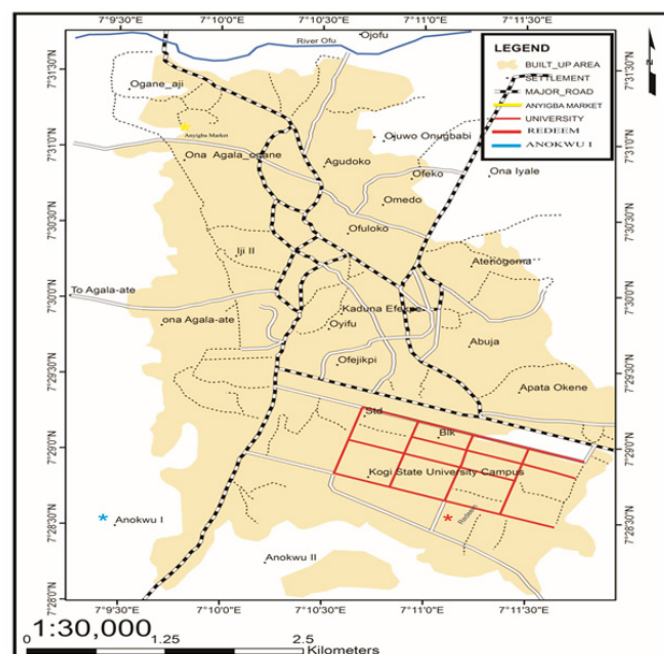 7°9'30"E 7°10'0"E 7°10'30"E 7°11'0"E 7°11'30"E
River Ofu
Ojofu
LEGEND
BUILT_UP AREA
SETTLEMENT
MAJOR_ROAD
ANYIGBA MARKET
UNIVERSITY
REDEEM
ANOKWU I
7°31'30"N
7°31'30"N
Ogane_aji
Anyigba Market
Ojuwo Onugbabi
7°31'0"N
7°31'0"N
Ona Agala_ogane
Agudoko
Ofeko
Ona Iyale
Omedo
7°30'30"N
7°30'30"N
Ofuloko
Iji II
Atenogoma
To Agala-ate
7°30'0"N
7°30'0"N
ona Agala-ate
Kaduna
Oyifu
Abuja
Ofejikpi
7°29'30"N
7°29'30"N
Apata Okene
Std
Blk
7°29'0"N
7°29'0"N
Kogi State University Campus
Redeem
Anokwu I
7°28'30"N
7°28'30"N
Anokwu II
7°28'0"N
7°28'0"N
7°9'30"E 7°10'0"E 7°10'30"E 7°11'0"E 7°11'30"E
1:30,000
0 1.25 2.5
Kilometers